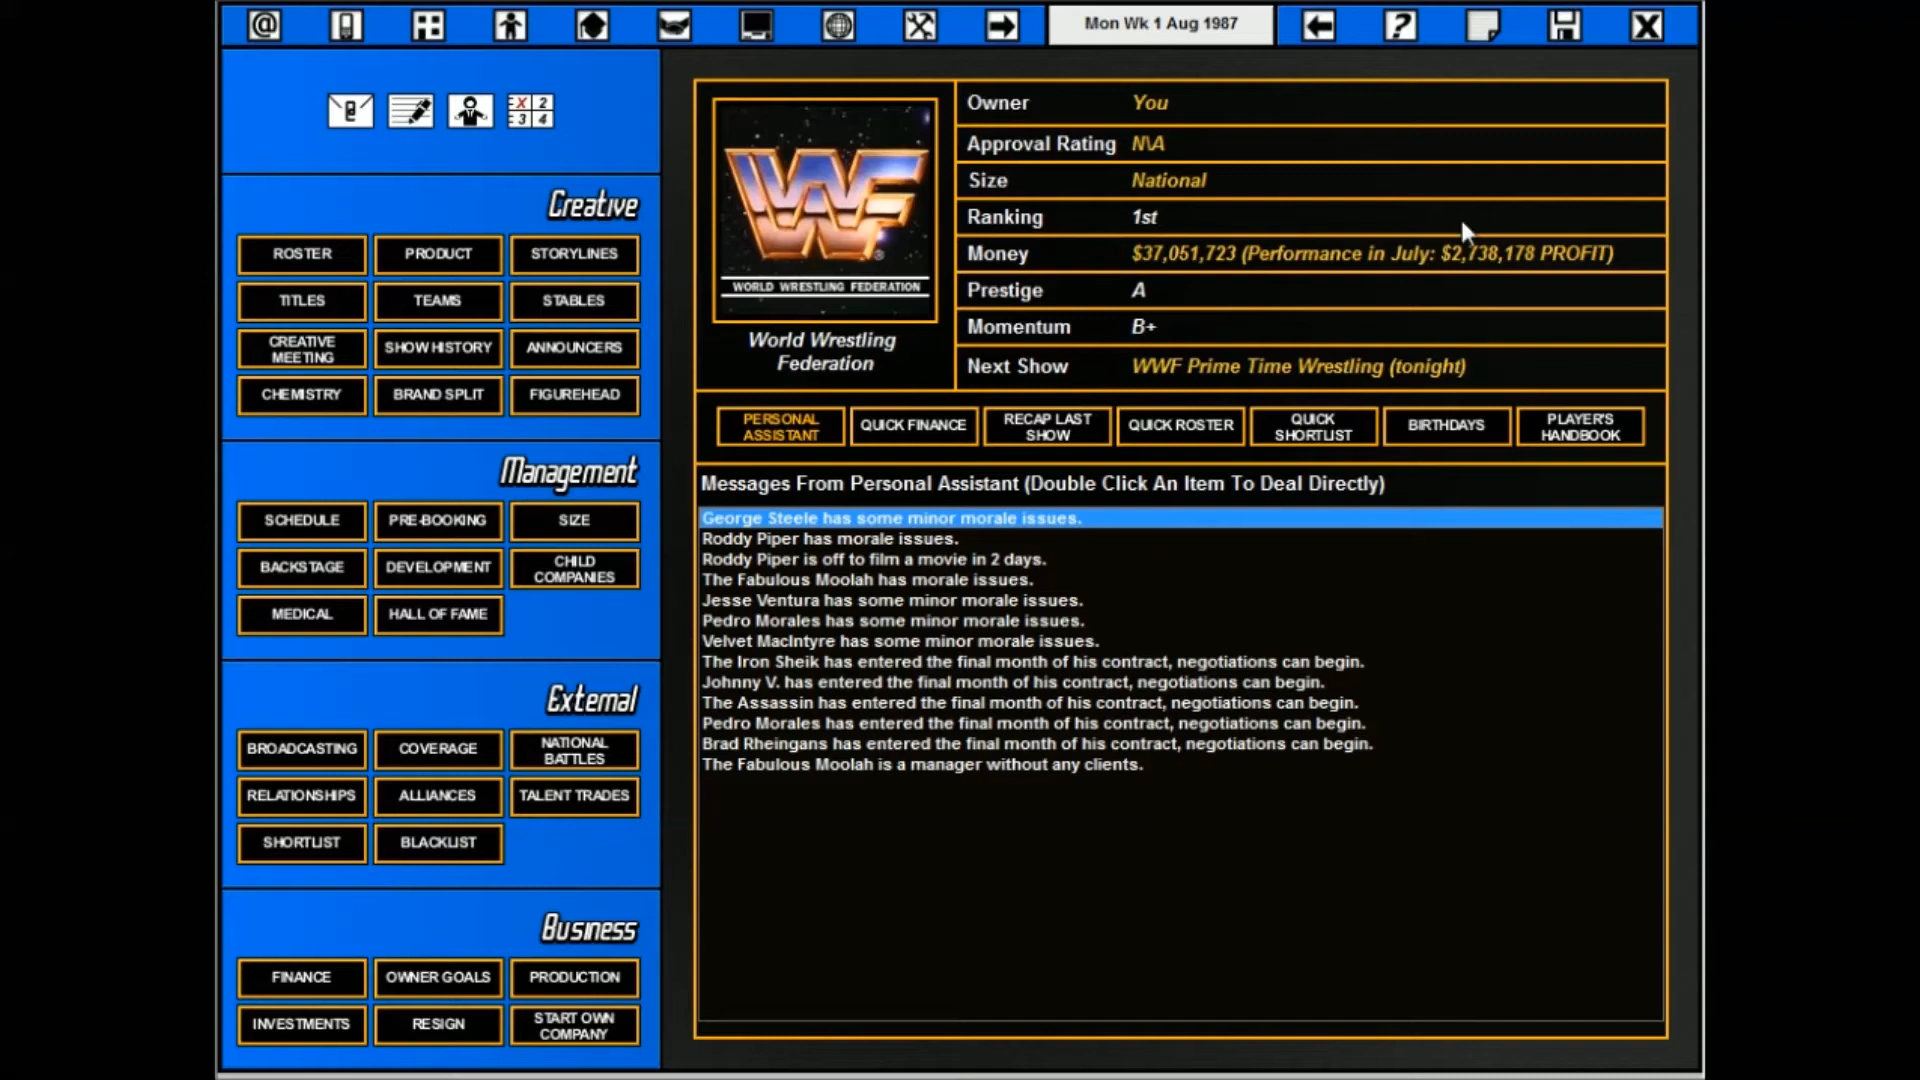 Mon Wk 1 Aug 1987
Creative
ROSTER
PRODUCT
STORYLINES
TITLES
TEAMS
STABLES
CREATIVE
MEETING
SHOW HISTORY
ANNOUNCERS
CHEMISTRY
BRAND SPLIT
FIGUREHEAD
Management
SCHEDULE
PRE-BOOKING
SIZE
BACKSTAGE
DEVELOPMENT
CHILD
COMPANIES
MEDICAL
HALL OF FAME
External
BROADCASTING
COVERAGE
NATIONAL
BATTLES
RELATIONSHIPS
ALLIANCES
TALENT TRADES
SHORTLIST
BLACKLIST
Business
FINANCE
OWNER GOALS
PRODUCTION
INVESTMENTS
RESIGN
START OWN
COMPANY
WF
WORLD WRESTLING FEDERATION
World Wrestling
Federation
Owner You
Approval Rating N\A
Size National
Ranking 1st
Money $37,051,723 (Performance in July: $2,738,178 PROFIT)
Prestige A
Momentum B+
Next Show WWF Prime Time Wrestling (tonight)
PERSONAL
ASSISTANT
QUICK FINANCE
RECAP LAST
SHOW
QUICK ROSTER
QUICK
SHORTLIST
BIRTHDAYS
PLAYER'S
HANDBOOK
Messages From Personal Assistant (Double Click An Item To Deal Directly)
George Steele has some minor morale issues.
Roddy Piper has morale issues.
Roddy Piper is off to film a movie in 2 days.
The Fabulous Moolah has morale issues.
Jesse Ventura has some minor morale issues.
Pedro Morales has some minor morale issues.
Velvet MacIntyre has some minor morale issues.
The Iron Sheik has entered the final month of his contract, negotiations can begin.
Johnny V. has entered the final month of his contract, negotiations can begin.
The Assassin has entered the final month of his contract, negotiations can begin.
Pedro Morales has entered the final month of his contract, negotiations can begin.
Brad Rheingans has entered the final month of his contract, negotiations can begin.
The Fabulous Moolah is a manager without any clients.